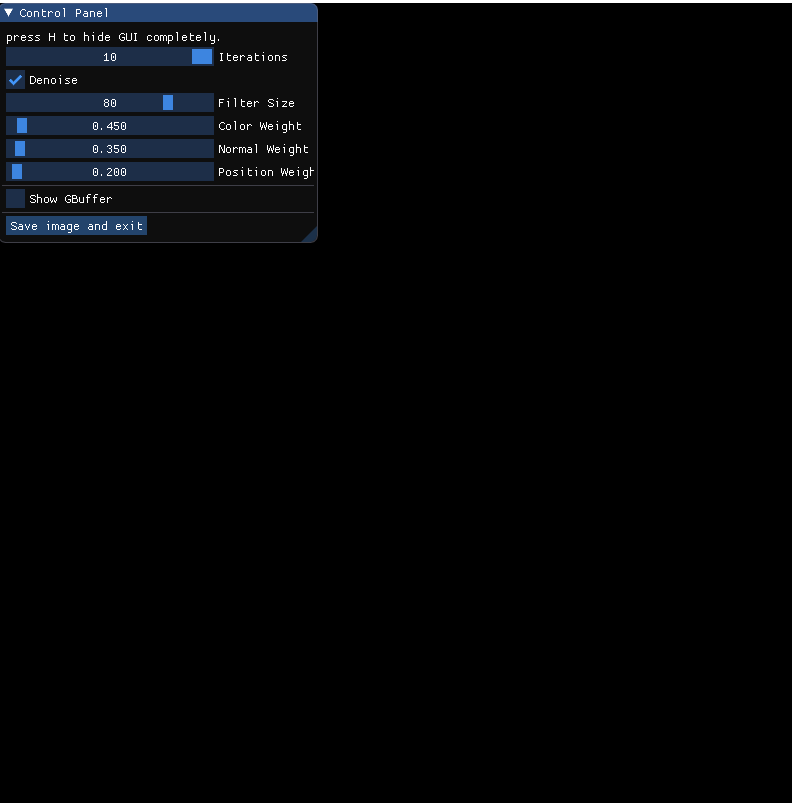 Control Panel
press H to hide GUI completely.
10 Iterations
Denoise
80 Filter Size
0.450 Color Weight
0.350 Normal Weight
0.200 Position Weigh
Show GBuffer
Save image and exit